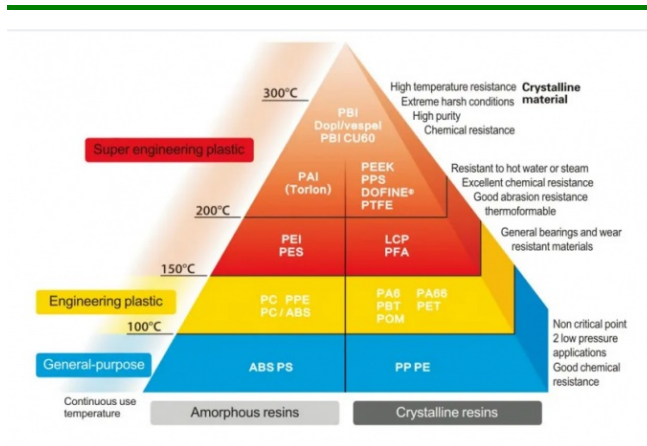 300°C
High temperature resistance
Crystalline material
Extreme harsh conditions
High purity
Chemical resistance
PBI
Dopl/vespel
PBI CU60
Super engineering plastic
PAI
(Torlon)
PEEK
PPS
DOFINE®
PTFE
Resistant to hot water or steam
Excellent chemical resistance
Good abrasion resistance
thermoformable
200°C
PEI
PES
LCP
PFA
General bearings and wear
resistant materials
150°C
Engineering plastic
PC PPE
PC / ABS
PA6 PA66
PBT PET
POM
100°C
Non critical point
2 low pressure
applications
Good chemical
resistance
General-purpose
ABS PS
PP PE
Continuous use
temperature
Amorphous resins
Crystalline resins